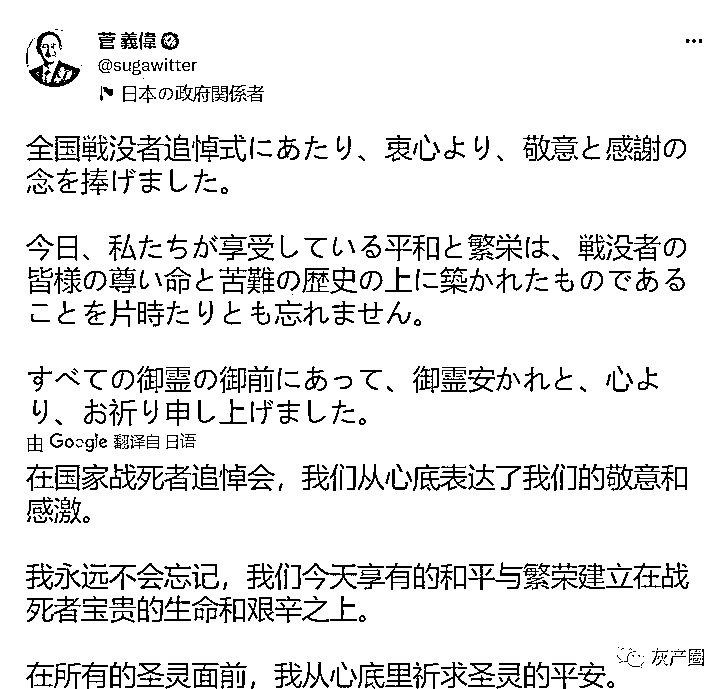 菅 義偉
@sugawitter
日本の政府関係者
全国戦没者追悼式にあたり、衷心より、敬意と感謝の
念を捧げました。
今日、私たちが享受している平和と繁栄は、戦没者の
皆様の尊い命と苦難の歴史の上に築かれたものである
ことを片時たりとも忘れません。
すべての御霊の御前にあって、御霊安かれと、心よ
り、お祈り申し上げました。
由 Google 翻译自 日语
在国家战死者追悼会，我们从心底表达了我们的敬意和
感激。
我永远不会忘记，我们今天享有的和平与繁荣建立在战
死者宝贵的生命和艰辛之上。
在所有的圣灵面前，我从心底里祈求圣灵的平安。
灰产圈